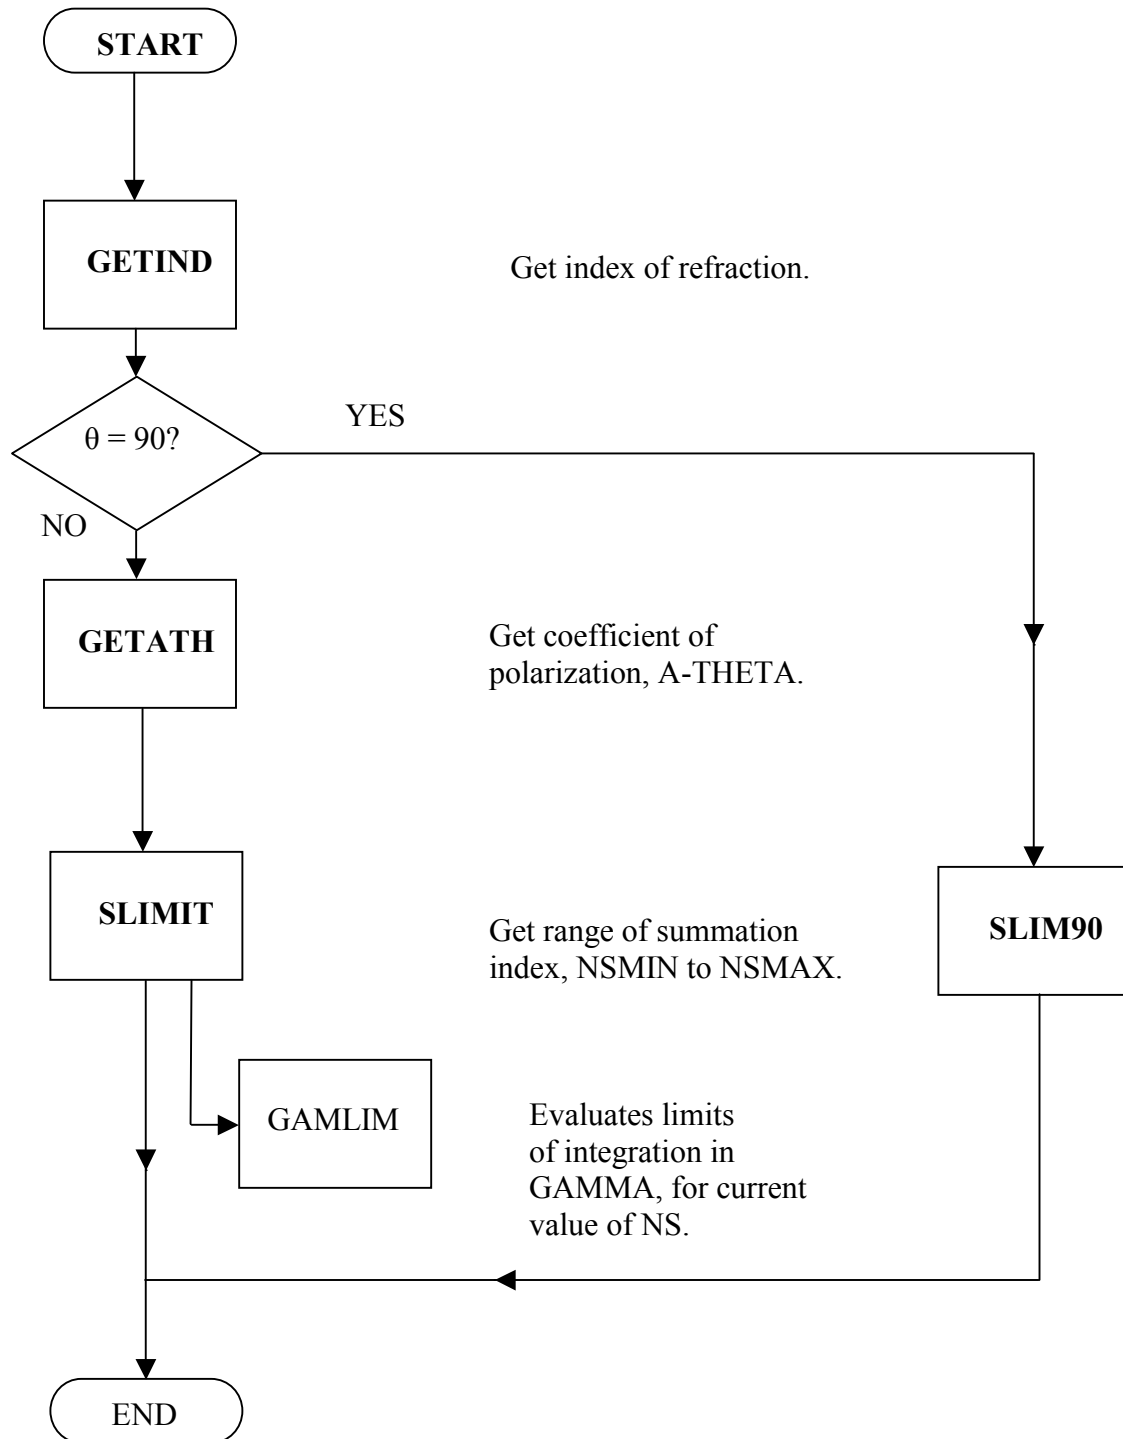 START
GETIND
Get index of refraction.
θ = 90?
YES
NO
GETATH
Get coefficient of
polarization, A-THETA.
SLIMIT
Get range of summation
index, NSMIN to NSMAX.
SLIM90
GAMLIM
Evaluates limits
of integration in
GAMMA, for current
value of NS.
END